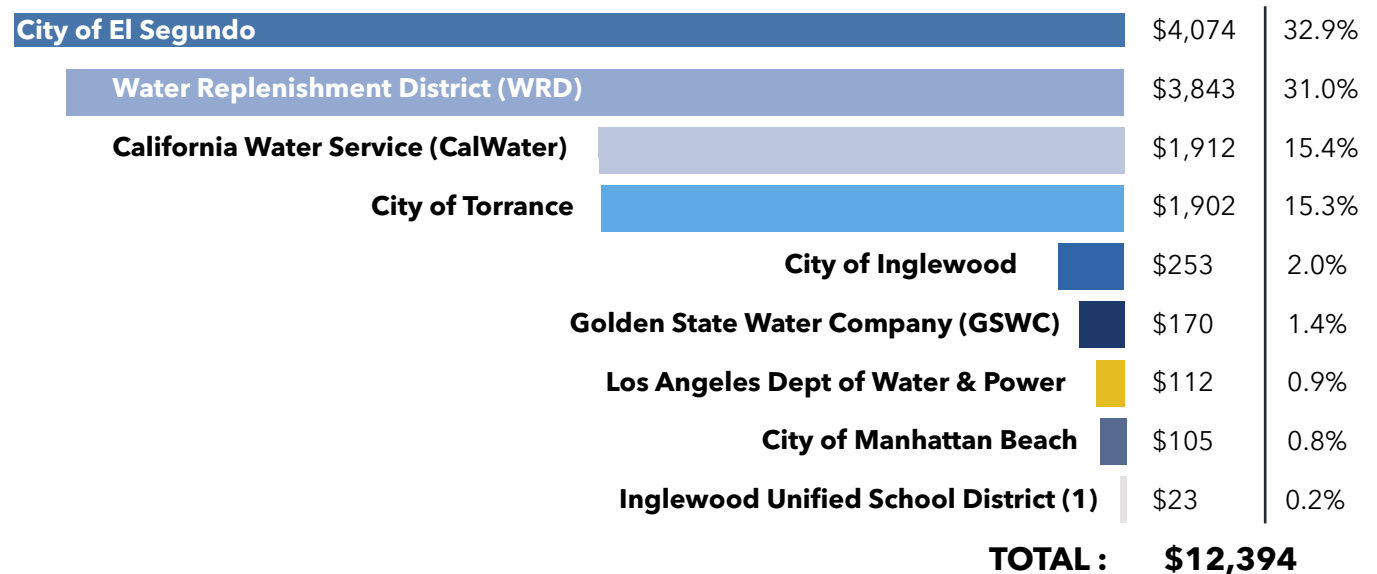 City of El Segundo $4,074 32.9%
Water Replenishment District (WRD) $3,843 31.0%
California Water Service (CalWater) $1,912 15.4%
City of Torrance $1,902 15.3%
City of Inglewood $253 2.0%
Golden State Water Company (GSWC) $170 1.4%
Los Angeles Dept of Water & Power $112 0.9%
City of Manhattan Beach $105 0.8%
Inglewood Unified School District (1) $23 0.2%
TOTAL : $12,394